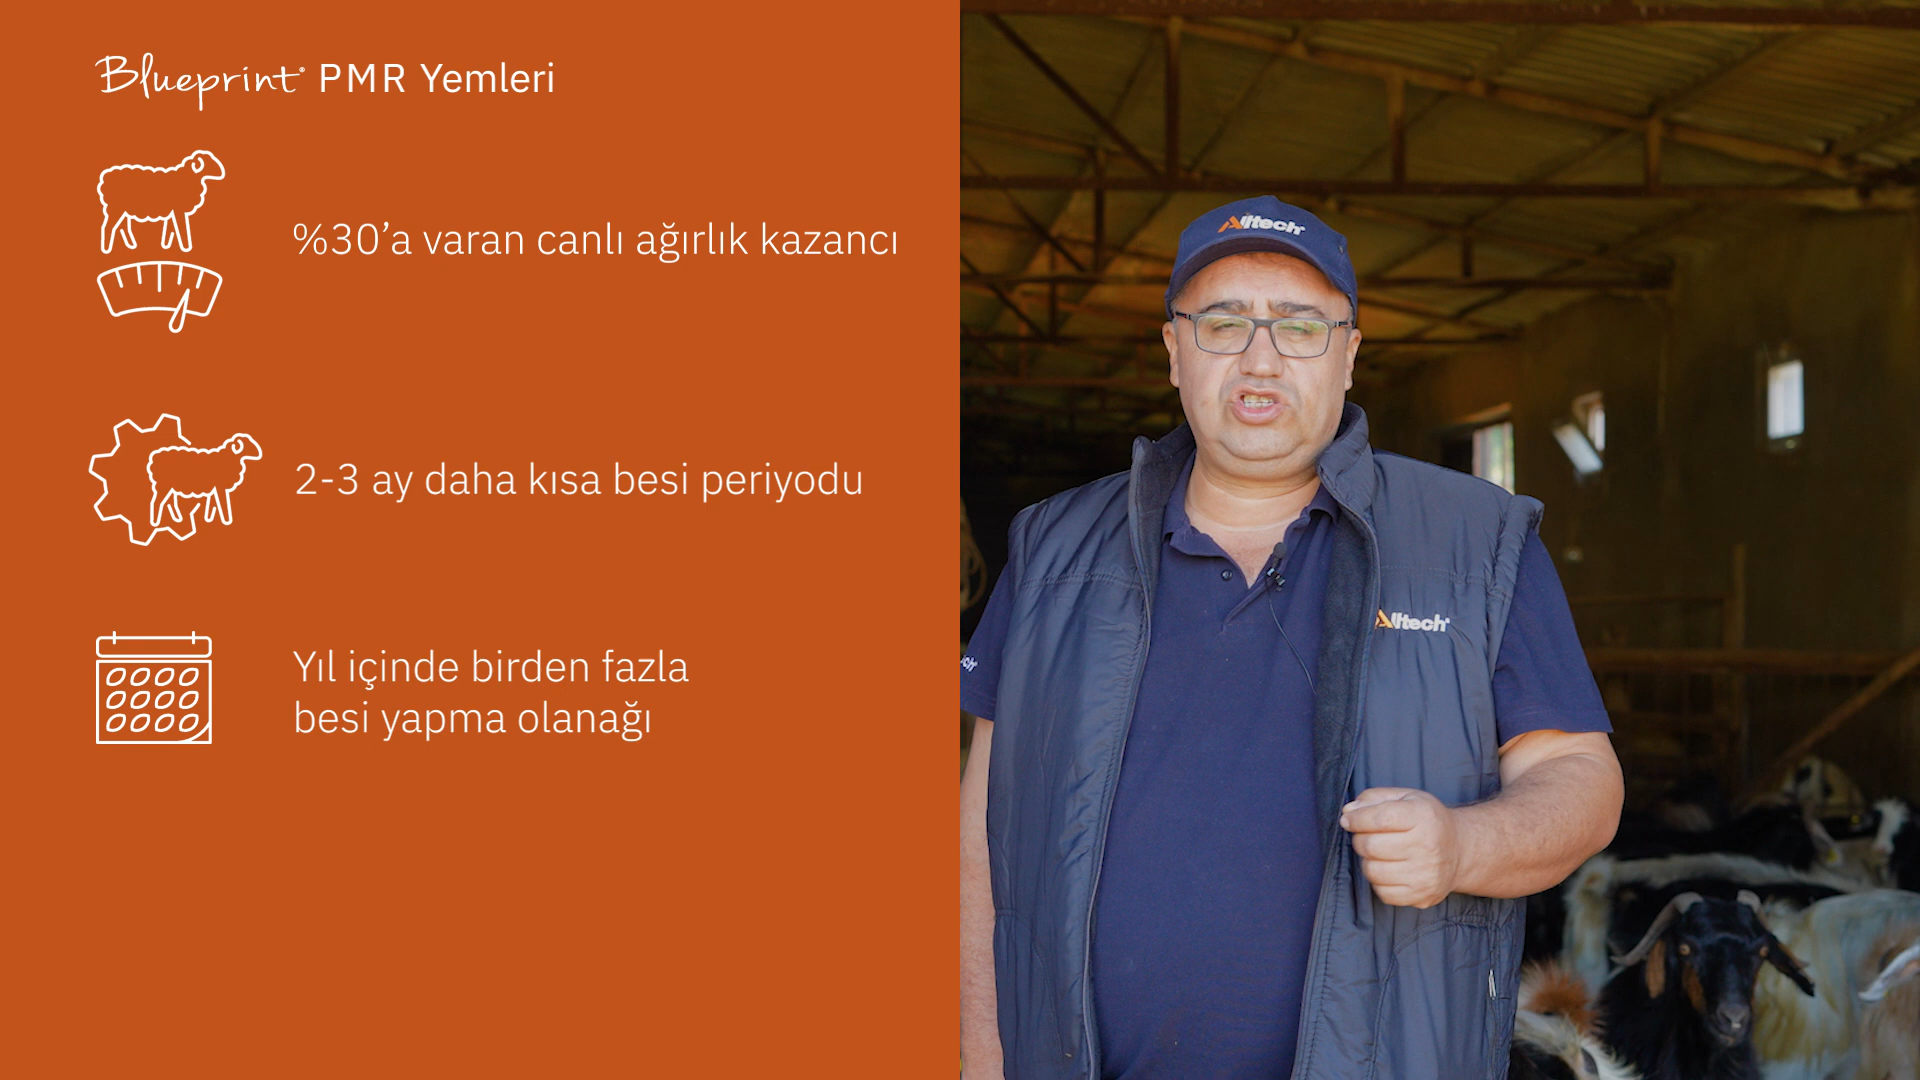 Blueprint® PMR Yemleri
%30’a varan canlı ağırlık kazancı
2-3 ay daha kısa besi periyodu
Yıl içinde birden fazla
besi yapma olanağı
Alltech®
Alltech®